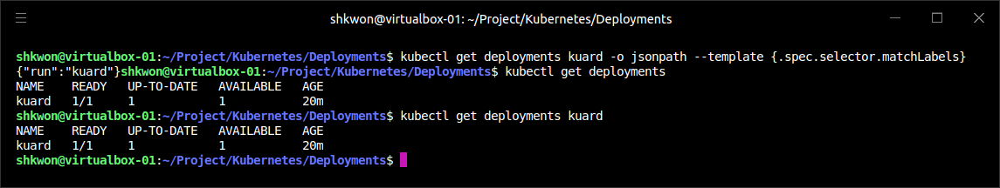 shkwon@virtualbox-01: ~/Project/Kubernetes/Deployments
shkwon@virtualbox-01:~/Project/Kubernetes/Deployments$ kubectl get deployments kuard -o jsonpath --template {.spec.selector.matchLabels}
{"run":"kuard"}shkwon@virtualbox-01:~/Project/Kubernetes/Deployments$ kubectl get deployments
NAME    READY   UP-TO-DATE   AVAILABLE   AGE
kuard   1/1     1            1           20m
shkwon@virtualbox-01:~/Project/Kubernetes/Deployments$ kubectl get deployments kuard
NAME    READY   UP-TO-DATE   AVAILABLE   AGE
kuard   1/1     1            1           20m
shkwon@virtualbox-01:~/Project/Kubernetes/Deployments$